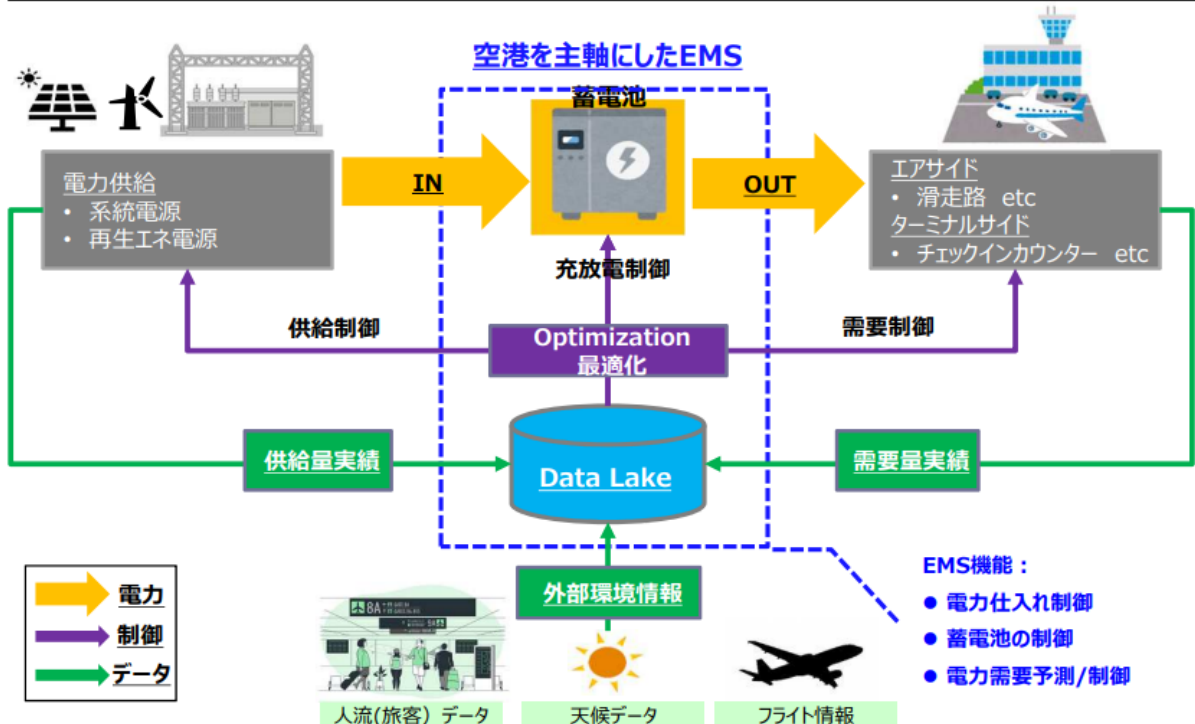 空港を主軸にしたEMS
蓄電池
電力供給
• 系統電源
• 再生エネ電源
IN
OUT
エアサイド
• 滑走路 etc
ターミナルサイド
• チェックインカウンター etc
充放電制御
供給制御
需要制御
Optimization
最適化
供給量実績
Data Lake
需要量実績
外部環境情報
電力
制御
データ
8A
人流(旅客）データ
天候データ
フライト情報
EMS機能：
● 電力仕入れ制御
● 蓄電池の制御
● 電力需要予測/制御